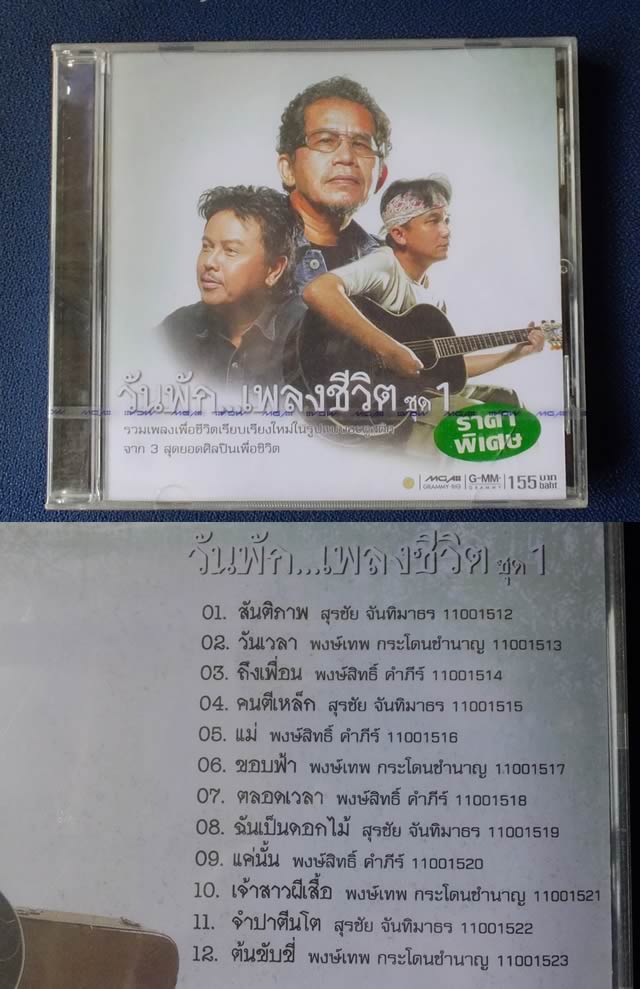 วันพัก...เพลงชีวิต ชุด 1
รวมเพลงเพื่อชีวิตเรียบเรียงใหม่ในรูปแบบอะคูสติค
จาก 3 สุดยอดศิลปินเพื่อชีวิต
ราคา
พิเศษ
MGA
GRAMMY BIG
G-MM-
GRAMMY
155 บาท
baht
วันพัก...เพลงชีวิต ชุด 1
01. สันติภาพ สุรชัย จันทิมาธร 11001512
02. วันเวลา พงษ์เทพ กระโดนชำนาญ 11001513
03. ถึงเพื่อน พงษ์สิทธิ์ คำภีร์ 11001514
04. คนตีเหล็ก สุรชัย จันทิมาธร 11001515
05. แม่ พงษ์สิทธิ์ คำภีร์ 11001516
06. ขอบฟ้า พงษ์เทพ กระโดนชำนาญ 11001517
07. ตลอดเวลา พงษ์สิทธิ์ คำภีร์ 11001518
08. ฉันเป็นดอกไม้ สุรชัย จันทิมาธร 11001519
09. แค่นั้น พงษ์สิทธิ์ คำภีร์ 11001520
10. เจ้าสาวผีเสื้อ พงษ์เทพ กระโดนชำนาญ 11001521
11. จำปาตีนโต สุรชัย จันทิมาธร 11001522
12. ต้นขับขี่ พงษ์เทพ กระโดนชำนาญ 11001523